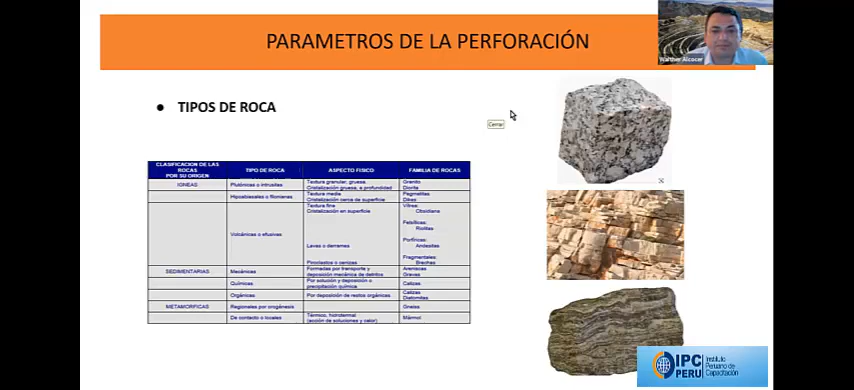 PARAMETROS DE LA PERFORACIÓN
Walther Alcocer
● TIPOS DE ROCA
Cerrar
CLASIFICACION DE LAS
ROCAS
POR SU ORIGEN
TIPO DE ROCA
ASPECTO FISICO
FAMILIA DE ROCAS
IGNEAS
Plutónicas o intrusitas
Textura granular, gruesa
Cristalización gruesa, a profundidad
Granito
Diorita
Hipoabisales o filonianas
Textura media
Cristalización cerca de superficie
Pegmatitas
Dikes
Volcánicas o efusivas
Textura fina
Cristalización en superficie
Lavas o derrames
Piroclastos o cenizas
Vítrea:
Obsidiana
Felsíticas:
Riolitas
Porfiricas:
Andesitas
Fragmentales:
Brechas
SEDIMENTARIAS
Mecánicas
Formadas por transporte y
deposición mecánica de detritos
Areniscas
Gravas
Químicas
Por solución y deposición o
precipitación química
Calizas
Orgánicas
Por deposición de restos orgánicos
Calizas
Diatomitas
METAMORFICAS
Regionales por orogénesis
Gneiss
De contacto o locales
Térmico, hidrotermal
(acción de soluciones y calor)
Mármol
IPC
PERU
Instituto
Peruano de
Capacitación